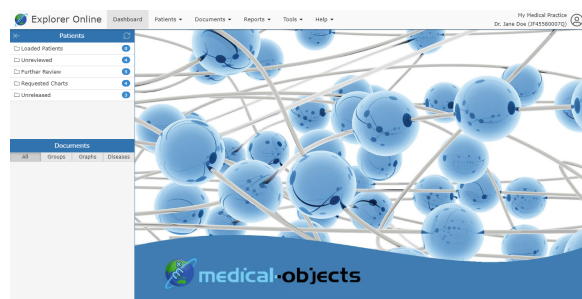 Explorer Online
Dashboard
Patients
Documents
Reports
Tools
Help
My Medical Practice
Dr. Jane Doe (JF45580007Q)
Patients
Loaded Patients
Unreviewed
Further Review
Requested Charts
Unreleased
Documents
All Groups Graphs Diseases
medical-objects